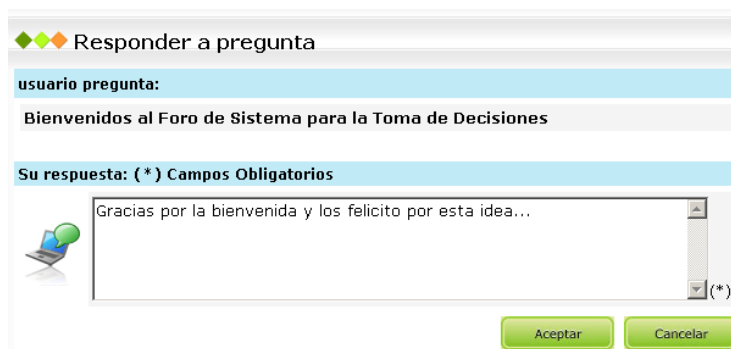 Responder a pregunta
usuario pregunta:
Bienvenidos al Foro de Sistema para la Toma de Decisiones
Su respuesta: (*) Campos Obligatorios
Gracias por la bienvenida y los felicito por esta idea...
(*)
Aceptar Cancelar